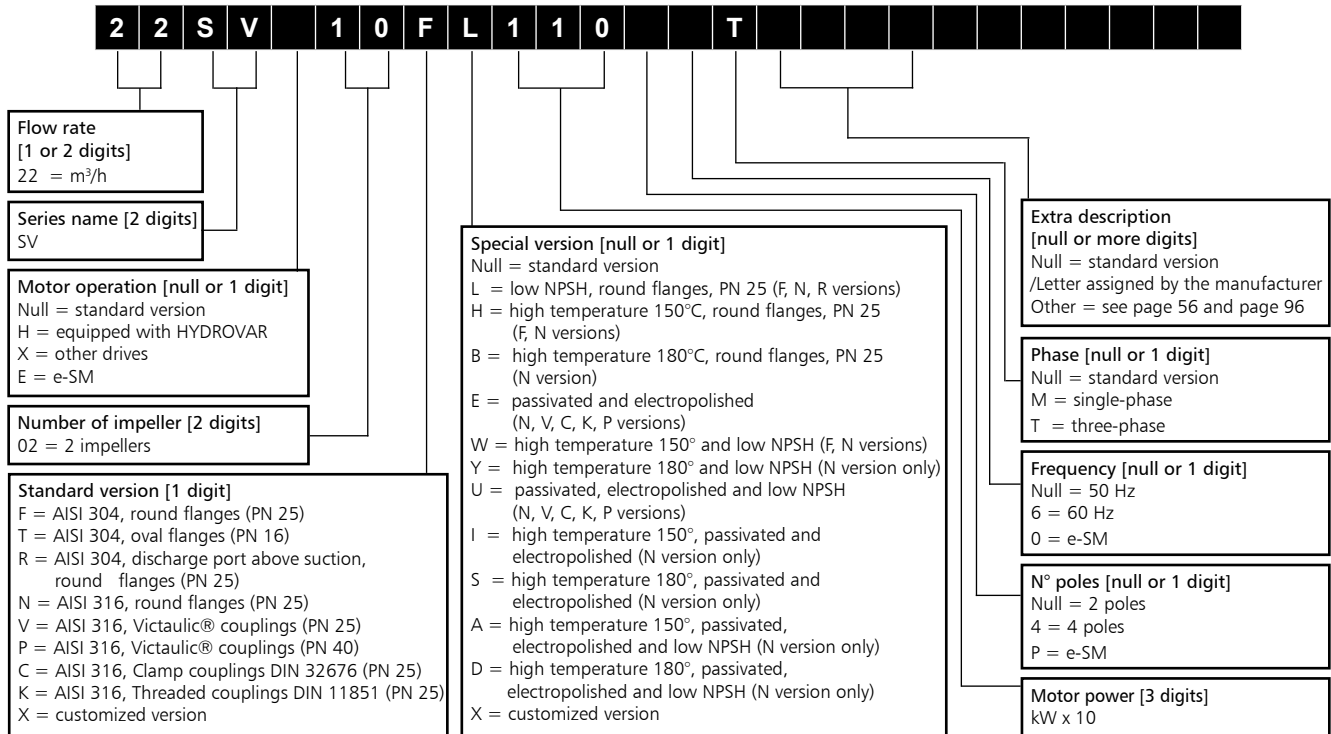 2 2 S V 1 0 F L 1 1 0 T
Flow rate
[1 or 2 digits]
22 = m³/h
Series name [2 digits]
SV
Motor operation [null or 1 digit]
Null = standard version
H = equipped with HYDROVAR
X = other drives
E = e-SM
Number of impeller [2 digits]
02 = 2 impellers
Standard version [1 digit]
F = AISI 304, round flanges (PN 25)
T = AISI 304, oval flanges (PN 16)
R = AISI 304, discharge port above suction,
round flanges (PN 25)
N = AISI 316, round flanges (PN 25)
V = AISI 316, Victaulic® couplings (PN 25)
P = AISI 316, Victaulic® couplings (PN 40)
C = AISI 316, Clamp couplings DIN 32676 (PN 25)
K = AISI 316, Threaded couplings DIN 11851 (PN 25)
X = customized version
Special version [null or 1 digit]
Null = standard version
L = low NPSH, round flanges, PN 25 (F, N, R versions)
H = high temperature 150°C, round flanges, PN 25
(F, N versions)
B = high temperature 180°C, round flanges, PN 25
(N version)
E = passivated and electropolished
(N, V, C, K, P versions)
W = high temperature 150° and low NPSH (F, N versions)
Y = high temperature 180° and low NPSH (N version only)
U = passivated, electropolished and low NPSH
(N, V, C, K, P versions)
I = high temperature 150°, passivated and
electropolished (N version only)
S = high temperature 180°, passivated and
electropolished (N version only)
A = high temperature 150°, passivated,
electropolished and low NPSH (N version only)
D = high temperature 180°, passivated,
electropolished and low NPSH (N version only)
X = customized version
Extra description
[null or more digits]
Null = standard version
/Letter assigned by the manufacturer
Other = see page 56 and page 96
Phase [null or 1 digit]
Null = standard version
M = single-phase
T = three-phase
Frequency [null or 1 digit]
Null = 50 Hz
6 = 60 Hz
0 = e-SM
N° poles [null or 1 digit]
Null = 2 poles
4 = 4 poles
P = e-SM
Motor power [3 digits]
kW x 10